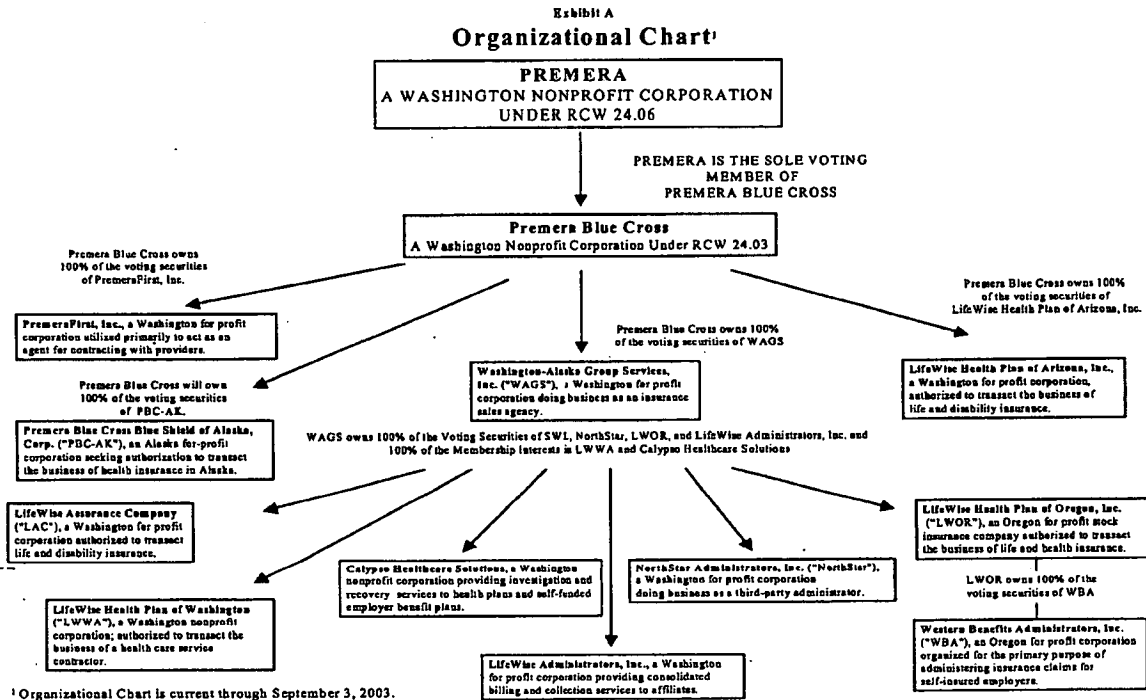 Exhibit A
Organizational Chart¹
PREMERA
A WASHINGTON NONPROFIT CORPORATION
UNDER RCW 24.06
PREMERA IS THE SOLE VOTING
MEMBER OF
PREMERA BLUE CROSS
Premera Blue Cross
A Washington Nonprofit Corporation Under RCW 24.03
Premera Blue Cross owns
100% of the voting securities
of PremeraFirst, Inc.
Premera Blue Cross owns 100%
of the voting securities of
LifeWise Health Plan of Arizona, Inc.
PremeraFirst, Inc., a Washington for profit
corporation utilized primarily to act as an
agent for contracting with providers.
Premera Blue Cross owns 100%
of the voting securities of WAGS
Washington-Alaska Group Services,
Inc. ("WAGS"), a Washington for profit
corporation doing business as an insurance
sales agency.
LifeWise Health Plan of Arizona, Inc.,
a Washington for profit corporation,
authorized to transact the business of
life and disability insurance.
Premera Blue Cross will own
100% of the voting securities
of PBC-AK.
Premera Blue Cross Blue Shield of Alaska,
Corp. ("PBC-AK"), an Alaska for-profit
corporation seeking authorization to transact
the business of health insurance in Alaska.
WAGS owns 100% of the Voting Securities of SWL, NorthStar, LWOR, and LifeWise Administrators, Inc. and
100% of the Membership Interests in LWWA and Calypso Healthcare Solutions
LifeWise Assurance Company
("LAC"), a Washington for profit
corporation authorized to transact
life and disability insurance.
LifeWise Health Plan of Oregon, Inc.
("LWOR"), an Oregon for profit stock
insurance company authorized to transact
the business of life and health insurance.
Calypso Healthcare Solutions, a Washington
nonprofit corporation providing investigation and
recovery services to health plans and self-funded
employer benefit plans.
NorthStar Administrators, Inc. ("NorthStar"),
a Washington for profit corporation
doing business as a third-party administrator.
LWOR owns 100% of the
voting securities of WBA
LifeWise Health Plan of Washington
("LWWA"), a Washington nonprofit
corporation; authorized to transact the
business of a health care service
contractor.
Western Benefits Administrators, Inc.
("WBA"), an Oregon for profit corporation
organized for the primary purpose of
administering insurance claims for
self-insured employers.
LifeWise Administrators, Inc., a Washington
for profit corporation providing consolidated
billing and collection services to affiliates.
¹ Organizational Chart is current through September 3, 2003.